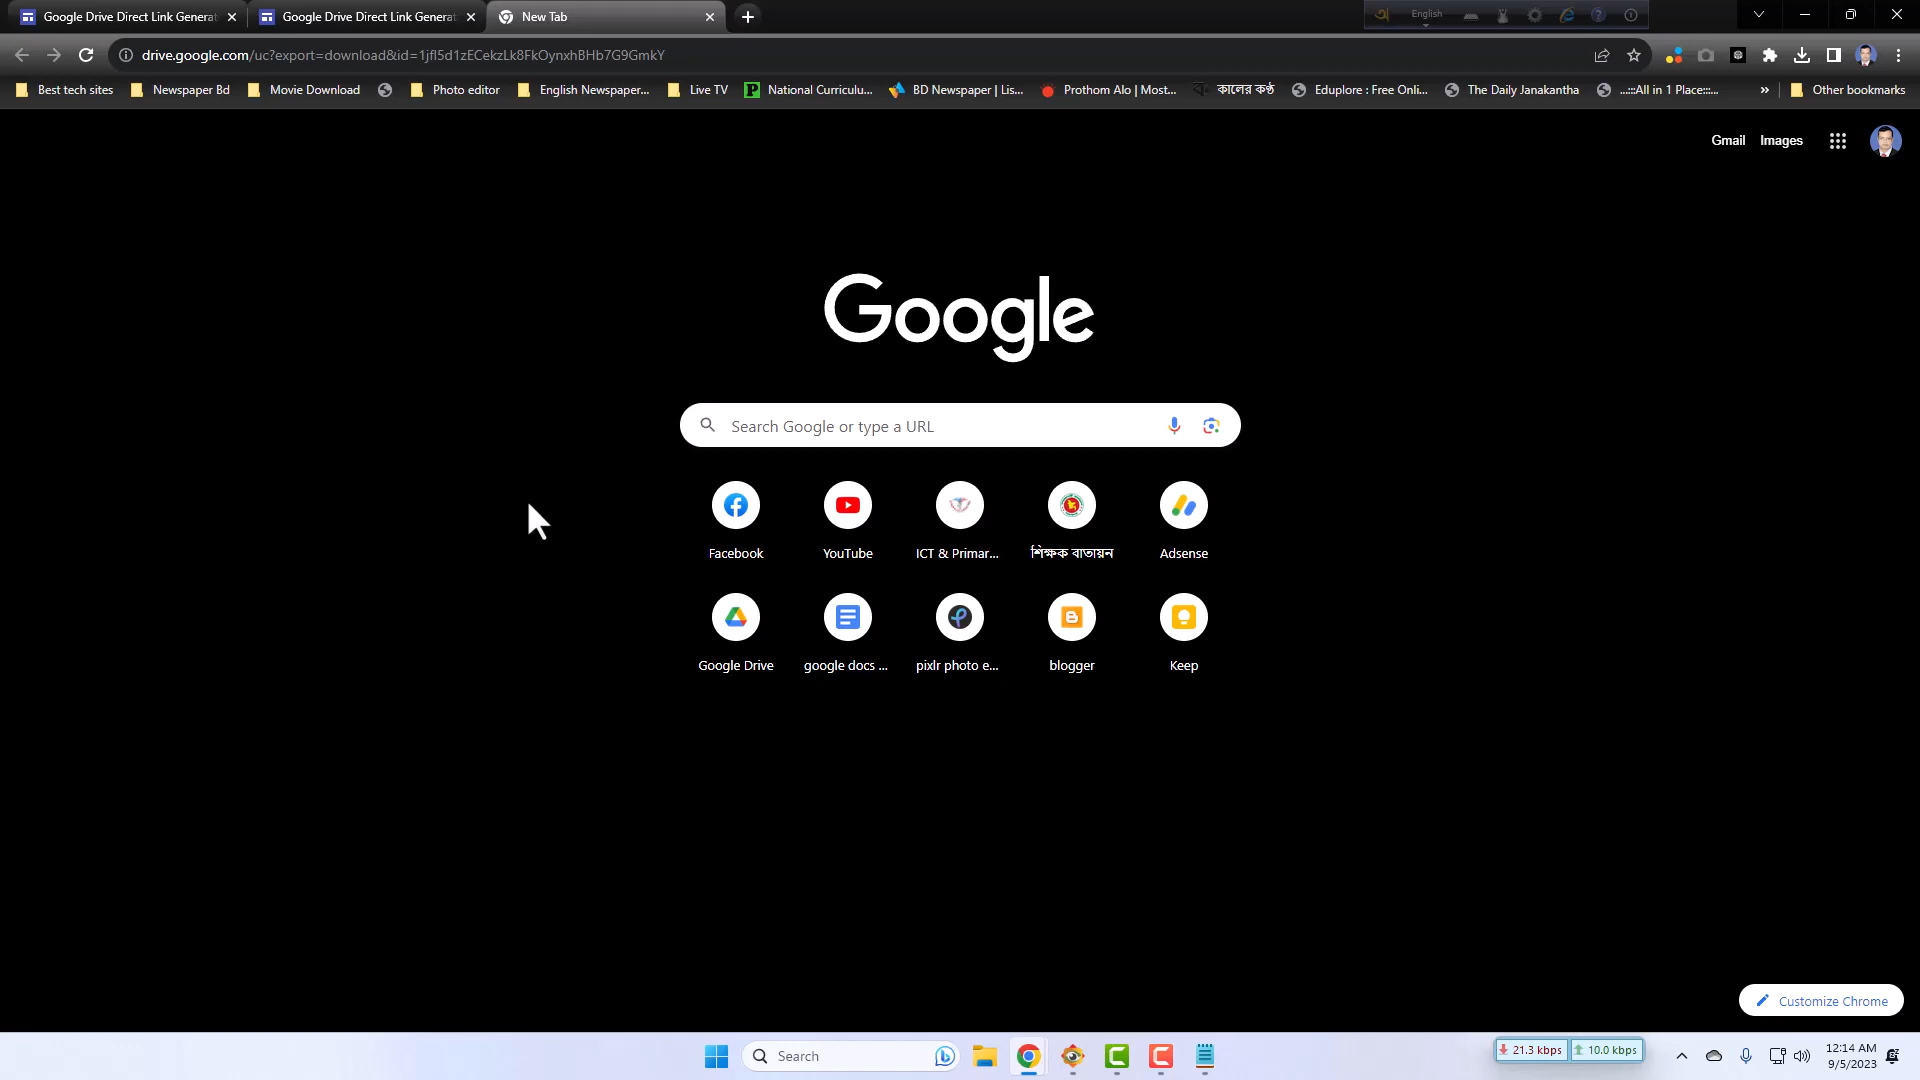 Google Drive Direct Link Generat
Google Drive Direct Link Generat
New Tab
English
drive.google.com/uc?export=download&id=1jfl5d1zECekzLk8FkOynxhBHb7G9GmkY
Best tech sites
Newspaper Bd
Movie Download
Photo editor
English Newspaper...
Live TV
National Curriculu...
BD Newspaper | Lis...
Prothom Alo | Most...
কালের কণ্ঠ
Eduplore : Free Onli...
The Daily Janakantha
..:::All in 1 Place:::...
»
Other bookmarks
Gmail
Images
Google
Search Google or type a URL
Facebook
YouTube
ICT & Primar...
শিক্ষক বাতায়ন
Adsense
Google Drive
google docs ...
pixlr photo e...
blogger
Keep
Customize Chrome
Search
21.3 kbps
10.0 kbps
12:14 AM
9/5/2023